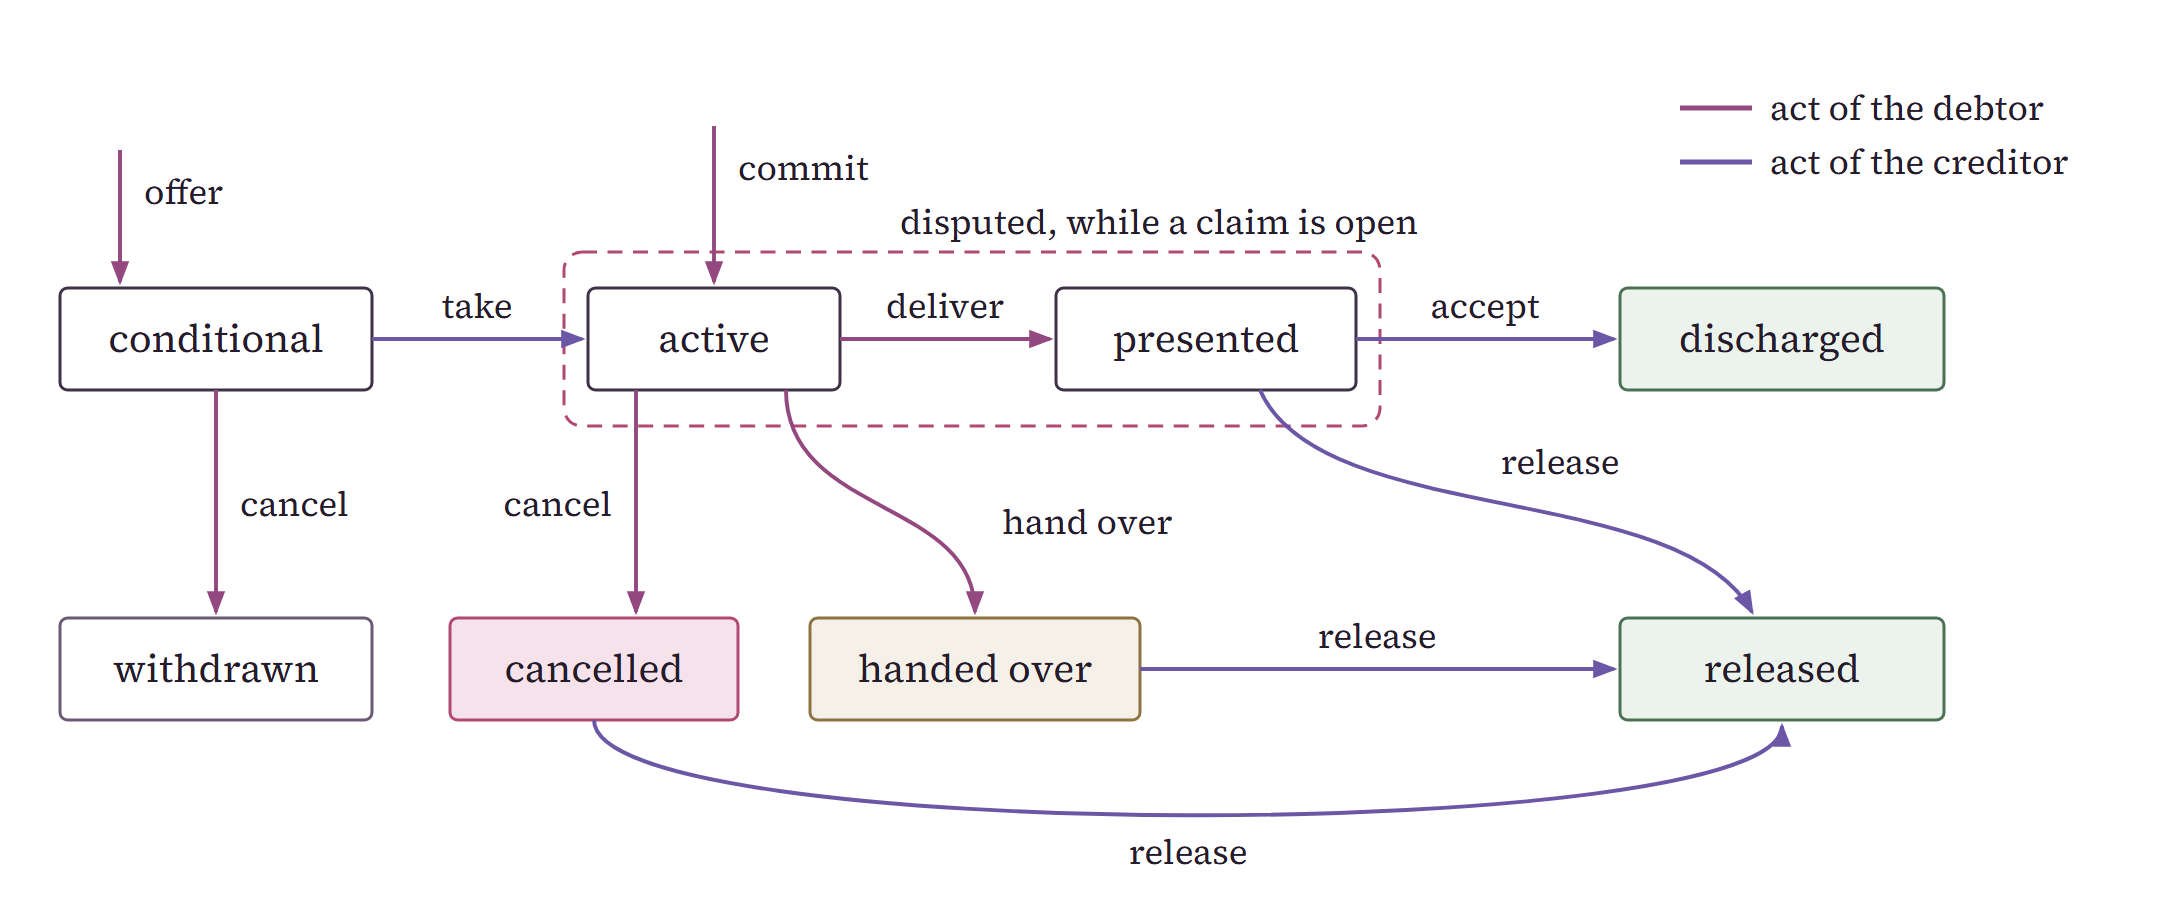 act of the debtor
act of the creditor
offer
commit
disputed, while a claim is open
conditional
take
active
deliver
presented
accept
discharged
cancel
cancel
hand over
release
withdrawn
cancelled
handed over
release
released
release